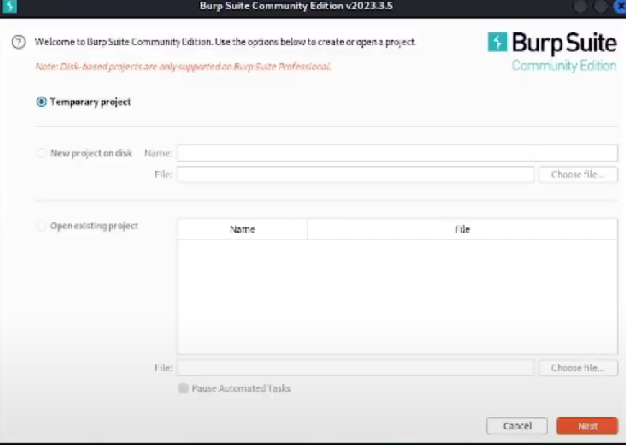 Burp Suite Community Edition v2023.3.5
Welcome to Burp Suite Community Edition. Use the options below to create or open a project.
Note: Disk-based projects are only supported on Burp Suite Professional.
Burp Suite
Community Edition
Temporary project
New project on disk Name:
File: Choose file...
Open existing project
Name File
File: Choose file...
Pause Automated Tasks
Cancel Next